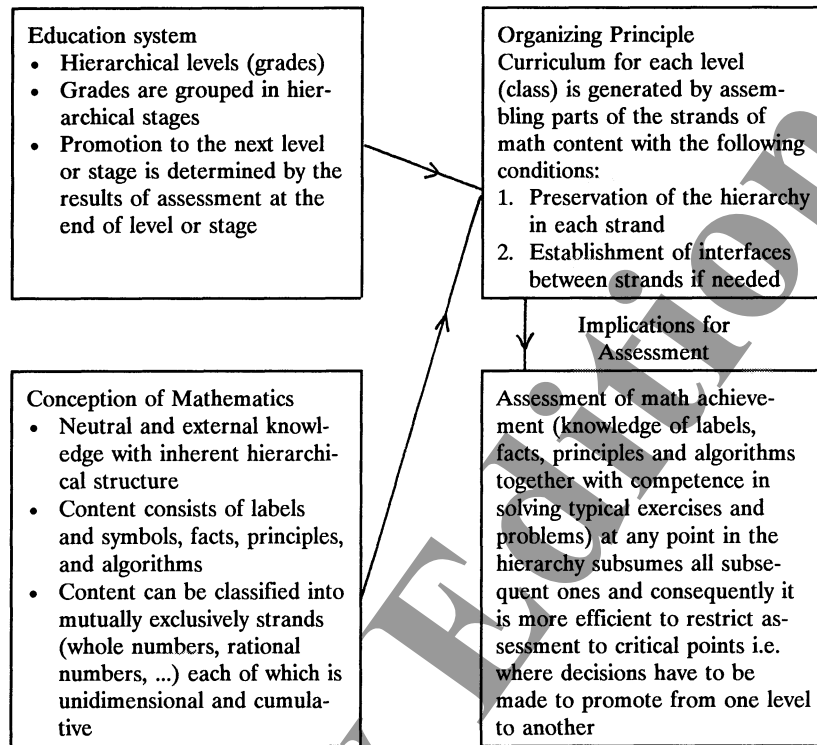 Education system
• Hierarchical levels (grades)
• Grades are grouped in hier-
archical stages
• Promotion to the next level
or stage is determined by the
results of assessment at the
end of level or stage
Organizing Principle
Curriculum for each level
(class) is generated by assem-
bling parts of the strands of
math content with the following
conditions:
1. Preservation of the hierarchy
in each strand
2. Establishment of interfaces
between strands if needed
Implications for
Assessment
Conception of Mathematics
• Neutral and external knowl-
edge with inherent hierarchi-
cal structure
• Content consists of labels
and symbols, facts, principles,
and algorithms
• Content can be classified into
mutually exclusively strands
(whole numbers, rational
numbers, ...) each of which is
unidimensional and cumula-
tive
Assessment of math achieve-
ment (knowledge of labels,
facts, principles and algorithms
together with competence in
solving typical exercises and
problems) at any point in the
hierarchy subsumes all subse-
quent ones and consequently it
is more efficient to restrict as-
sessment to critical points i.e.
where decisions have to be
made to promote from one level
to another
Edition